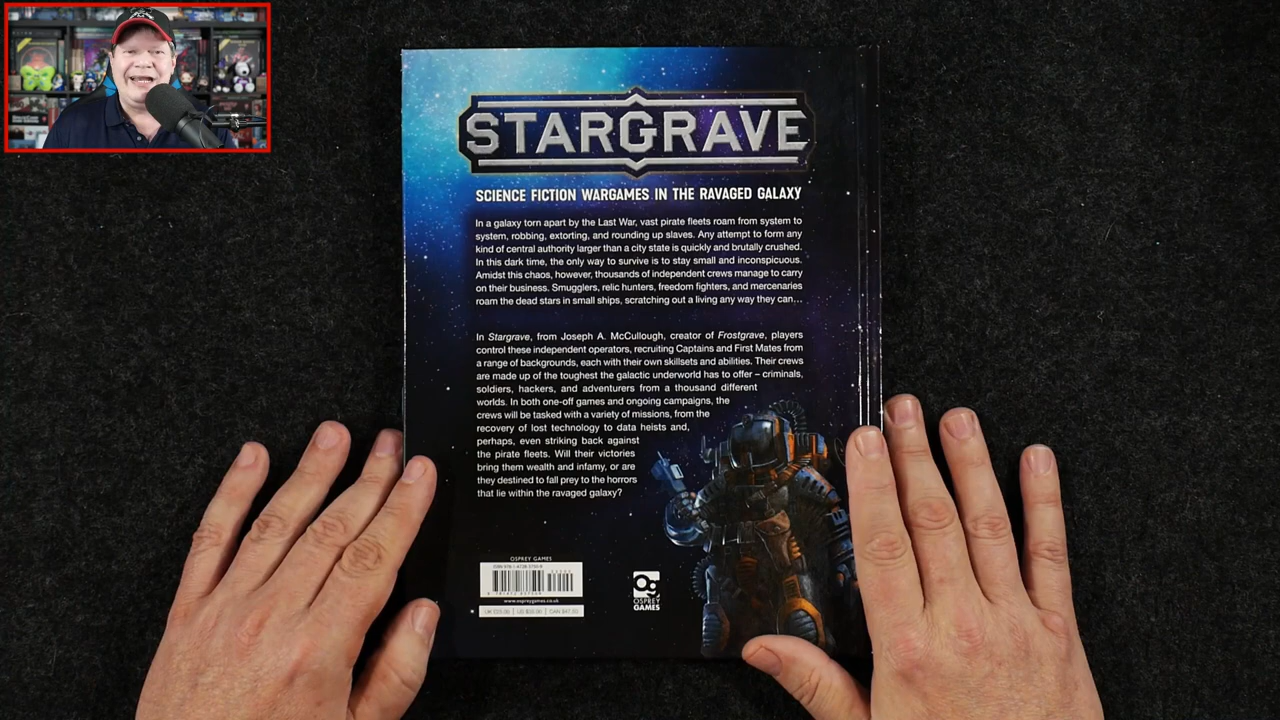 STARGRAVE
SCIENCE FICTION WARGAMES IN THE RAVAGED GALAXY
In a galaxy torn apart by the Last War, vast pirate fleets roam from system to
system, robbing, extorting, and rounding up slaves. Any attempt to form any
kind of central authority larger than a city state is quickly and brutally crushed.
In this dark time, the only way to survive is to stay small and inconspicuous.
Amidst this chaos, however, thousands of independent crews manage to carry
on their business. Smugglers, relic hunters, freedom fighters, and mercenaries
roam the dead stars in small ships, scratching out a living any way they can...
In Stargrave, from Joseph A. McCullough, creator of Frostgrave, players
control these independent operators, recruiting Captains and First Mates from
a range of backgrounds, each with their own skillsets and abilities. Their crews
are made up of the toughest the galactic underworld has to offer – criminals,
soldiers, hackers, and adventurers from a thousand different
worlds. In both one-off games and ongoing campaigns, the
crews will be tasked with a variety of missions, from the
recovery of lost technology to data heists and,
perhaps, even striking back against
the pirate fleets. Will their victories
bring them wealth and infamy, or are
they destined to fall prey to the horrors
that lie within the ravaged galaxy?
OSPREY GAMES
www.ospreygames.co.uk
Og
OSPREY
GAMES